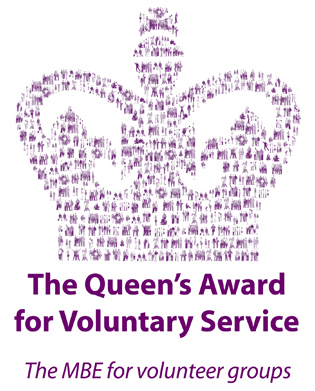 The Queen's Award
for Voluntary Service
The MBE for volunteer groups